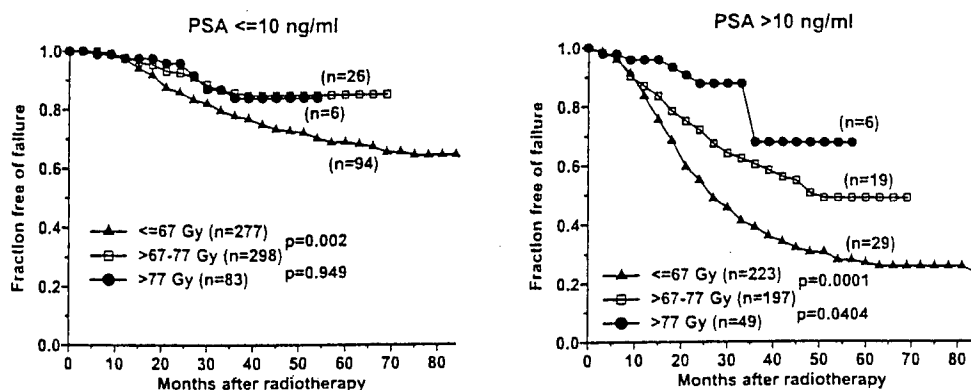 PSA <=10 ng/ml
Fraction free of failure
1.0
0.8
0.6
0.4
0.2
0.0
(n=26)
(n=6)
(n=94)
<=67 Gy (n=277)
p=0.002
>67-77 Gy (n=298)
p=0.949
>77 Gy (n=83)
0 10 20 30 40 50 60 70 80
Months after radiotherapy
PSA >10 ng/ml
Fraction free of failure
1.0
0.8
0.6
0.4
0.2
0.0
(n=6)
(n=19)
(n=29)
<=67 Gy (n=223)
p=0.0001
>67-77 Gy (n=197)
p=0.0404
>77 Gy (n=49)
0 10 20 30 40 50 60 70 80
Months after radiotherapy